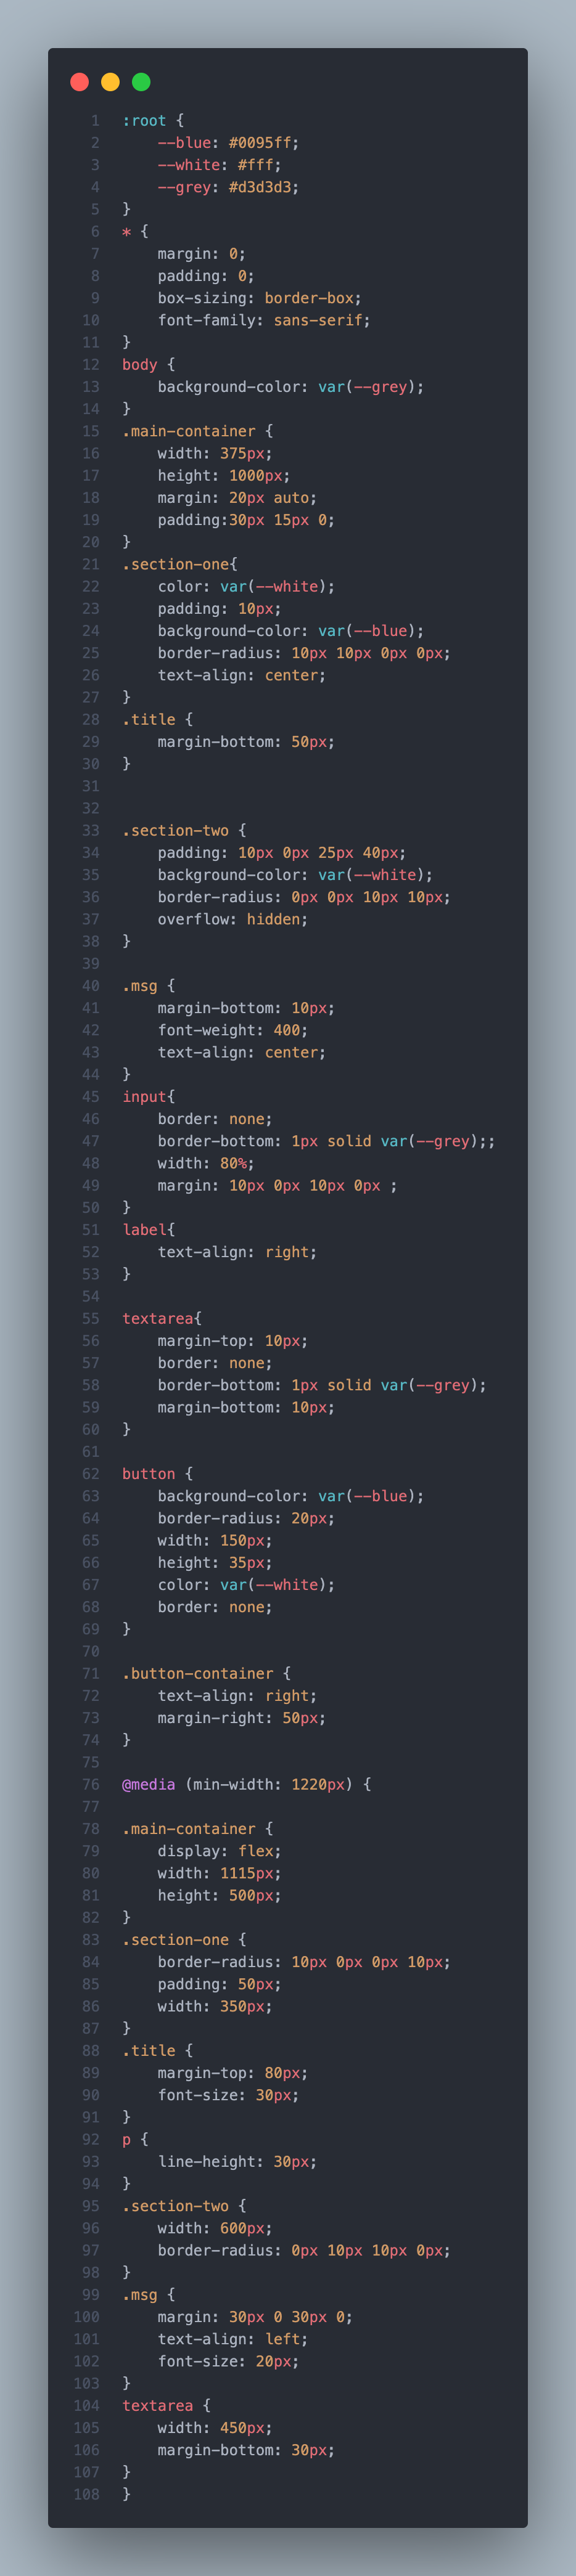 1 :root {
2 --blue: #0095ff;
3 --white: #fff;
4 --grey: #d3d3d3;
5 }
6 * {
7 margin: 0;
8 padding: 0;
9 box-sizing: border-box;
10 font-family: sans-serif;
11 }
12 body {
13 background-color: var(--grey);
14 }
15 .main-container {
16 width: 375px;
17 height: 1000px;
18 margin: 20px auto;
19 padding:30px 15px 0;
20 }
21 .section-one{
22 color: var(--white);
23 padding: 10px;
24 background-color: var(--blue);
25 border-radius: 10px 10px 0px 0px;
26 text-align: center;
27 }
28 .title {
29 margin-bottom: 50px;
30 }
31
32
33 .section-two {
34 padding: 10px 0px 25px 40px;
35 background-color: var(--white);
36 border-radius: 0px 0px 10px 10px;
37 overflow: hidden;
38 }
39
40 .msg {
41 margin-bottom: 10px;
42 font-weight: 400;
43 text-align: center;
44 }
45 input{
46 border: none;
47 border-bottom: 1px solid var(--grey);;
48 width: 80%;
49 margin: 10px 0px 10px 0px ;
50 }
51 label{
52 text-align: right;
53 }
54
55 textarea{
56 margin-top: 10px;
57 border: none;
58 border-bottom: 1px solid var(--grey);
59 margin-bottom: 10px;
60 }
61
62 button {
63 background-color: var(--blue);
64 border-radius: 20px;
65 width: 150px;
66 height: 35px;
67 color: var(--white);
68 border: none;
69 }
70
71 .button-container {
72 text-align: right;
73 margin-right: 50px;
74 }
75
76 @media (min-width: 1220px) {
77
78 .main-container {
79 display: flex;
80 width: 1115px;
81 height: 500px;
82 }
83 .section-one {
84 border-radius: 10px 0px 0px 10px;
85 padding: 50px;
86 width: 350px;
87 }
88 .title {
89 margin-top: 80px;
90 font-size: 30px;
91 }
92 p {
93 line-height: 30px;
94 }
95 .section-two {
96 width: 600px;
97 border-radius: 0px 10px 10px 0px;
98 }
99 .msg {
100 margin: 30px 0 30px 0;
101 text-align: left;
102 font-size: 20px;
103 }
104 textarea {
105 width: 450px;
106 margin-bottom: 30px;
107 }
108 }